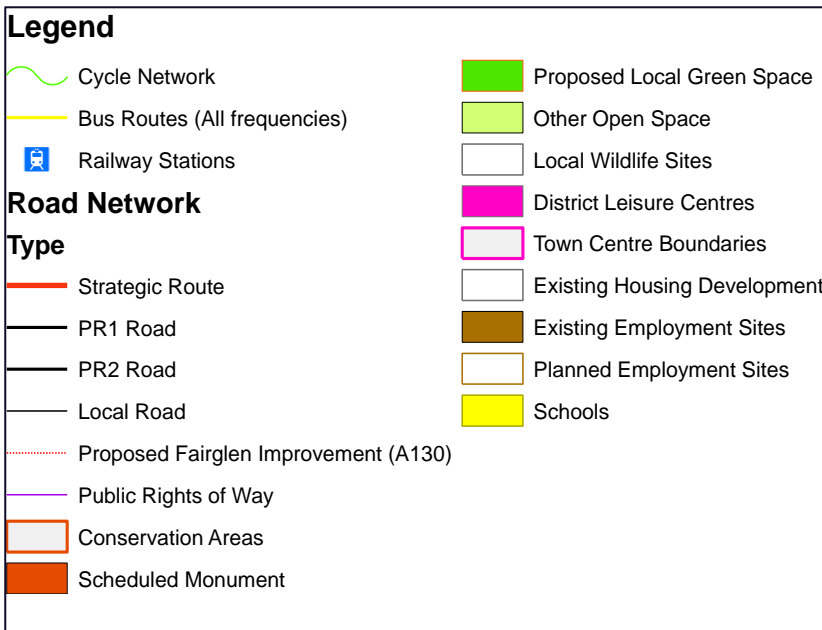 Legend
Cycle Network
Bus Routes (All frequencies)
Railway Stations
Road Network
Type
Strategic Route
PR1 Road
PR2 Road
Local Road
Proposed Fairglen Improvement (A130)
Public Rights of Way
Conservation Areas
Scheduled Monument
Proposed Local Green Space
Other Open Space
Local Wildlife Sites
District Leisure Centres
Town Centre Boundaries
Existing Housing Development
Existing Employment Sites
Planned Employment Sites
Schools